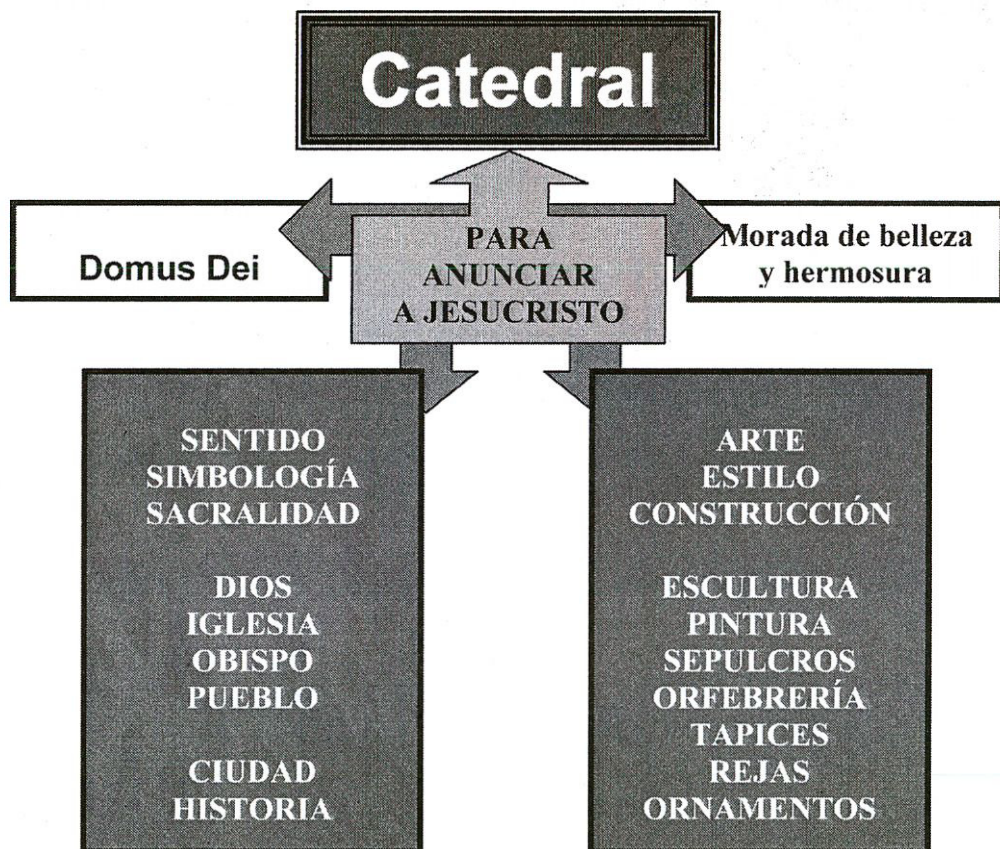 Catedral
Domus Dei
PARA
ANUNCIAR
A JESUCRISTO
Morada de belleza
y hermosura
SENTIDO
SIMBOLOGÍA
SACRALIDAD
DIOS
IGLESIA
OBISPO
PUEBLO
CIUDAD
HISTORIA
ARTE
ESTILO
CONSTRUCCIÓN
ESCULTURA
PINTURA
SEPULCROS
ORFEBRERÍA
TAPICES
REJAS
ORNAMENTOS